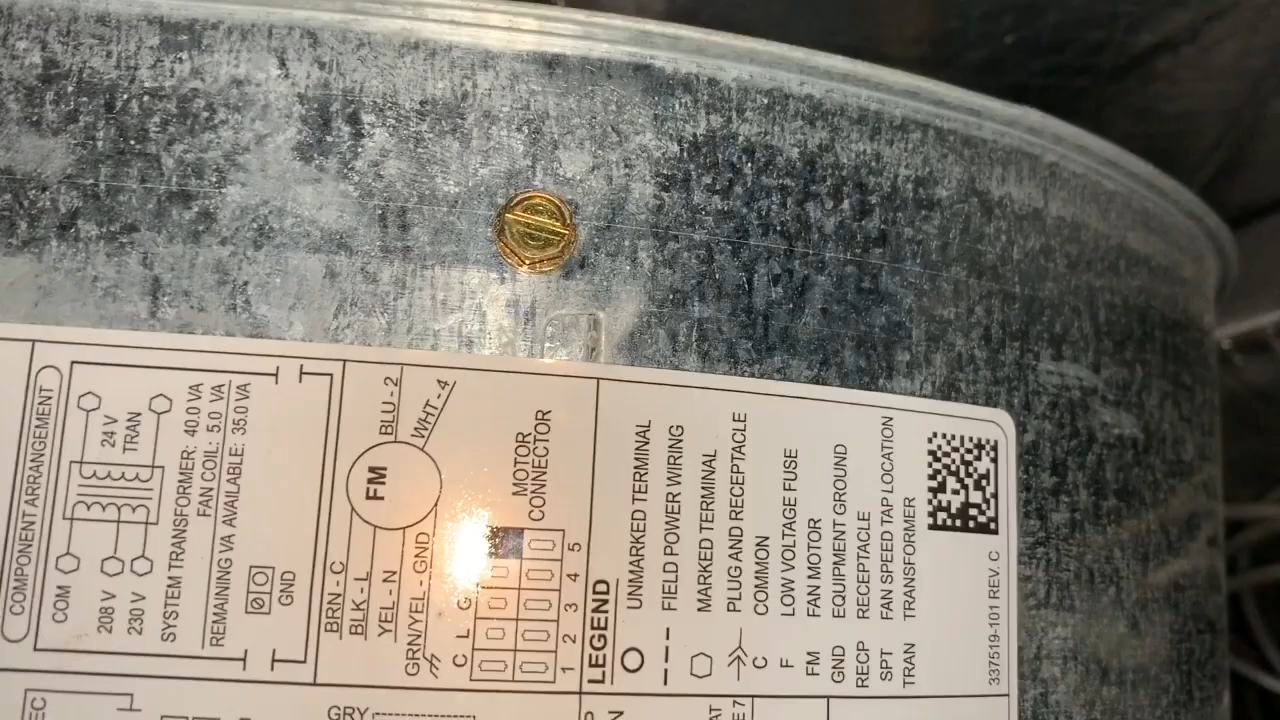 COMPONENT ARRANGEMENT
COM
24 V
208 V
TRAN
230 V
SYSTEM TRANSFORMER: 40.0 VA
FAN COIL: 5.0 VA
REMAINING VA AVAILABLE: 35.0 VA
GND
BRN - C
BLU - 2
BLK - L
FM
WHT - 4
YEL - N
GRN/YEL - GND
C L G
MOTOR
CONNECTOR
1 2 3 4 5
LEGEND
UNMARKED TERMINAL
FIELD POWER WIRING
MARKED TERMINAL
PLUG AND RECEPTACLE
C COMMON
F LOW VOLTAGE FUSE
FM FAN MOTOR
GND EQUIPMENT GROUND
RECP RECEPTACLE
SPT FAN SPEED TAP LOCATION
TRAN TRANSFORMER
337519-101 REV. C
EC
GRY